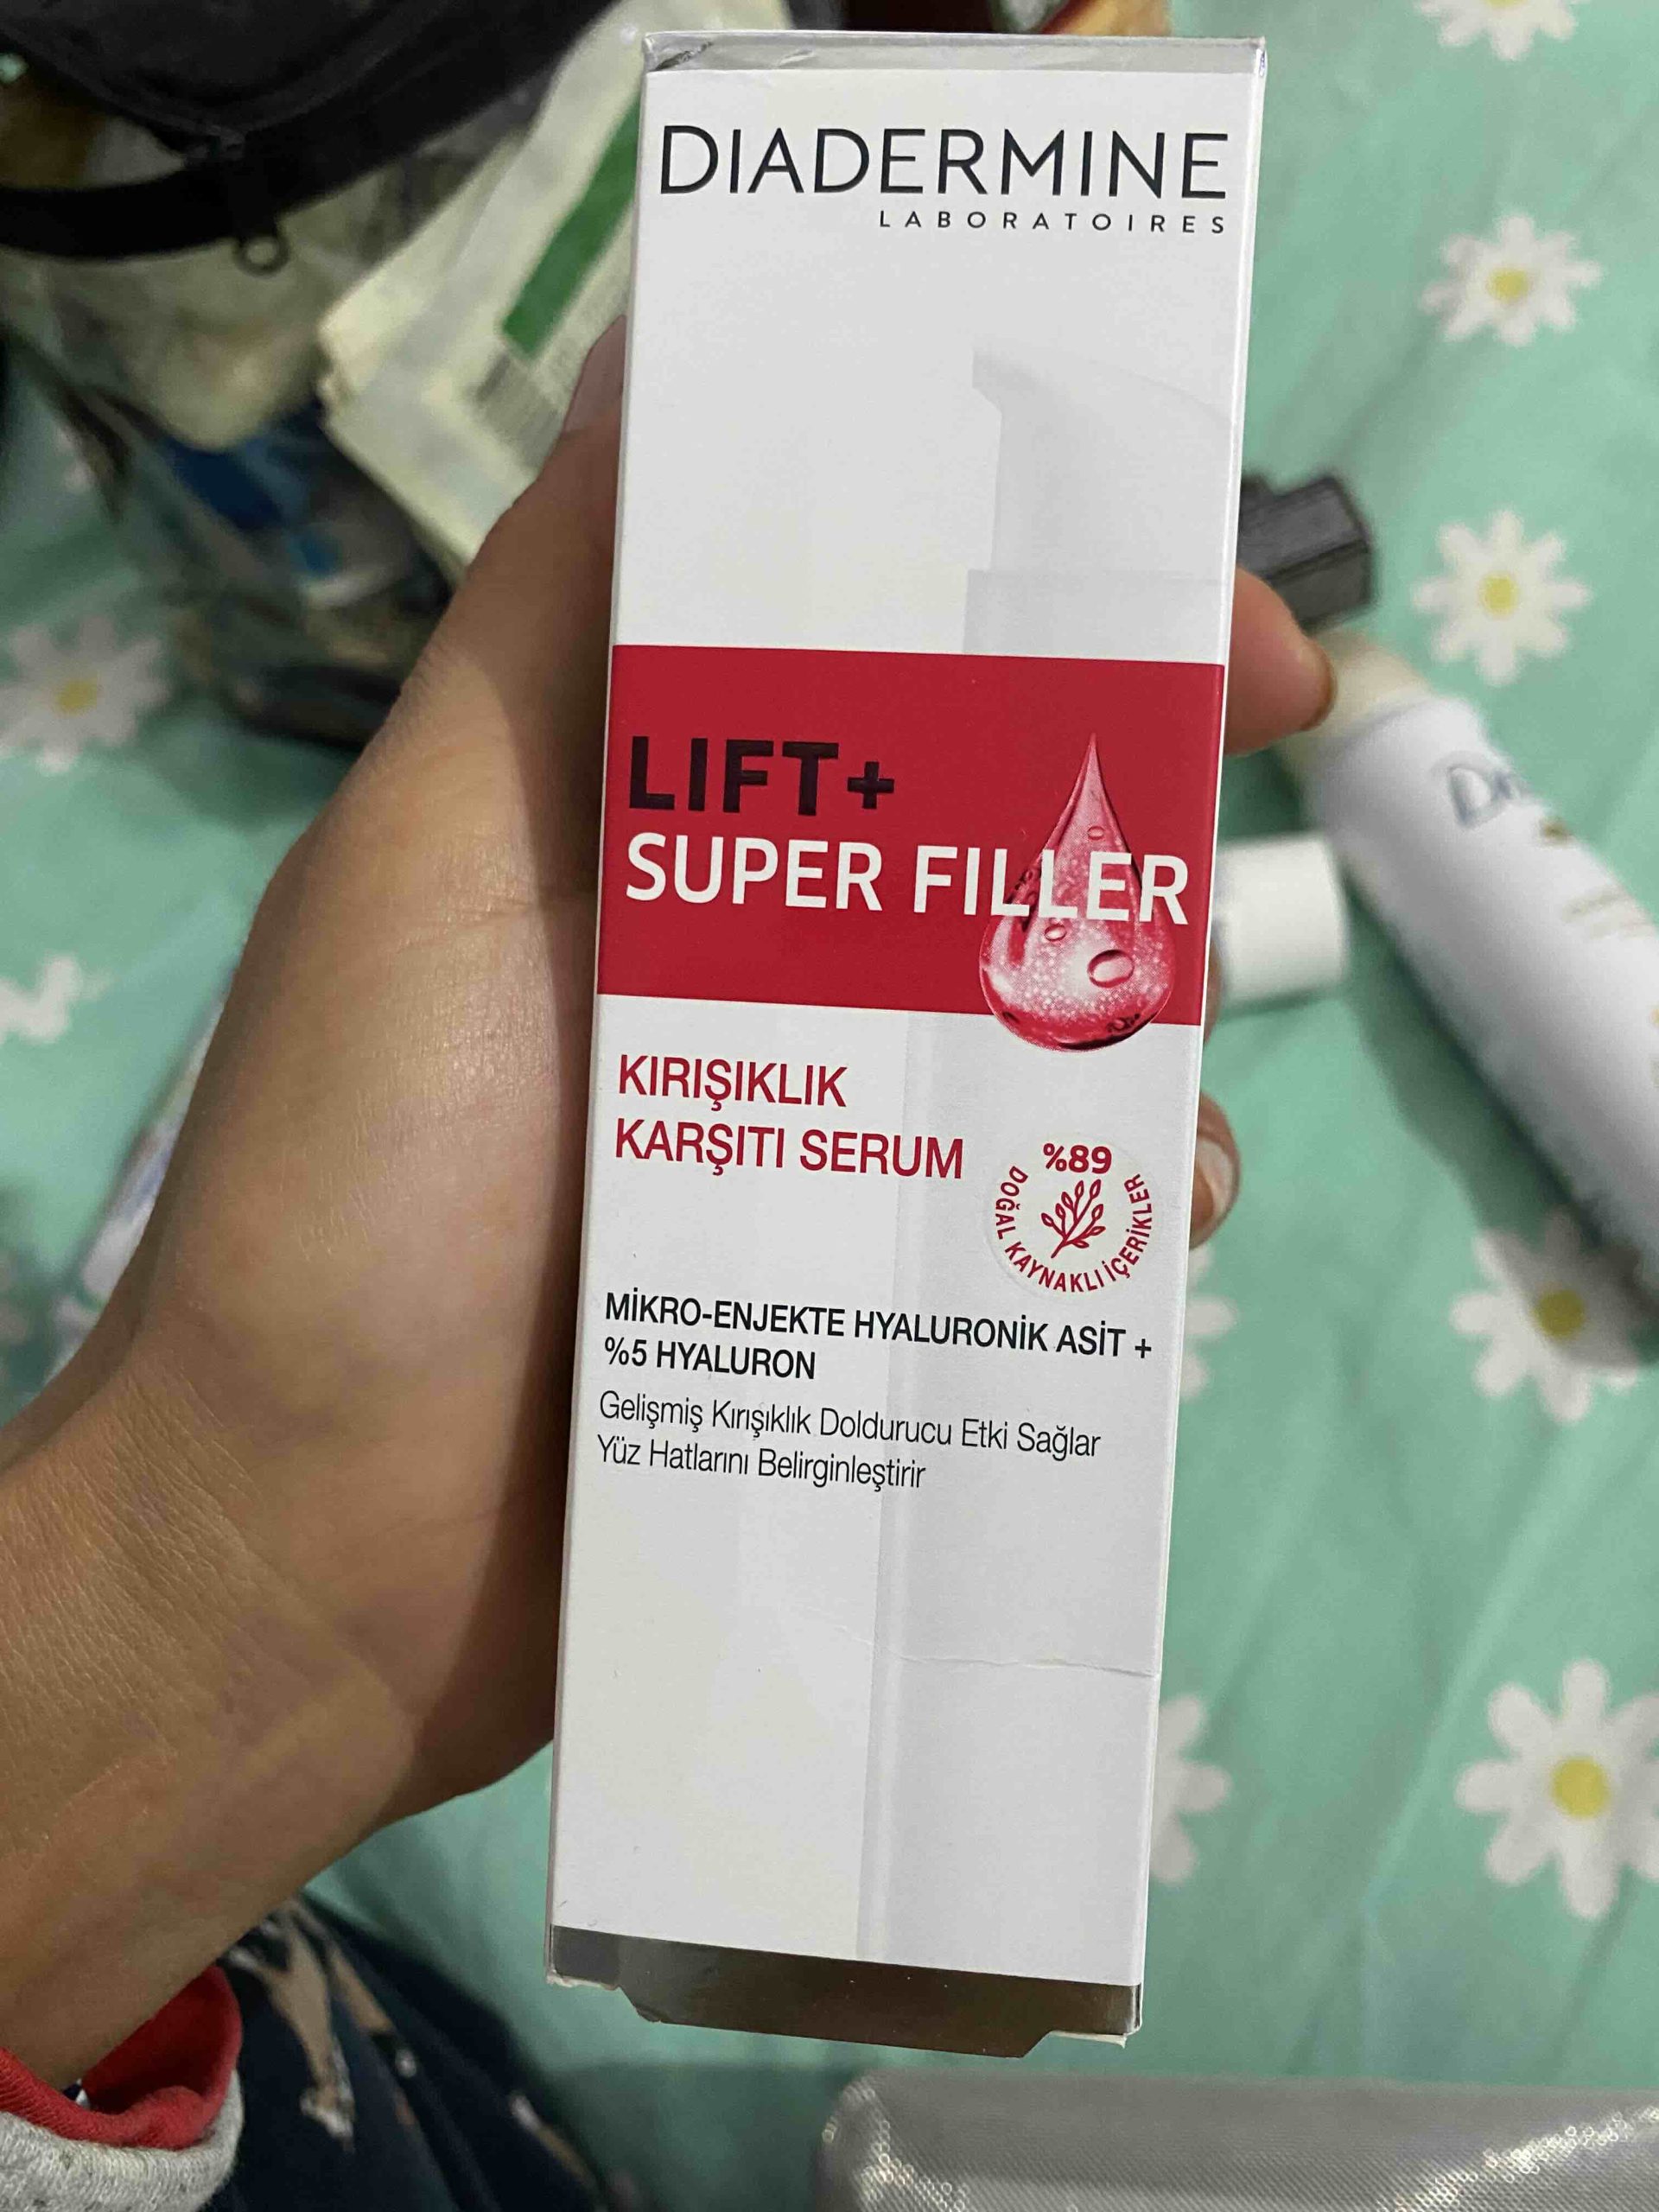 DIADERMINE
LABORATOIRES
LIFT+
SUPER FILLER
KIRIŞIKLIK
KARŞITI SERUM
%89
DOĞAL KAYNAKLI İÇERİKLER
MİKRO-ENJEKTE HYALURONİK ASİT +
%5 HYALURON
Gelişmiş Kırışıklık Doldurucu Etki Sağlar
Yüz Hatlarını Belirginleştirir